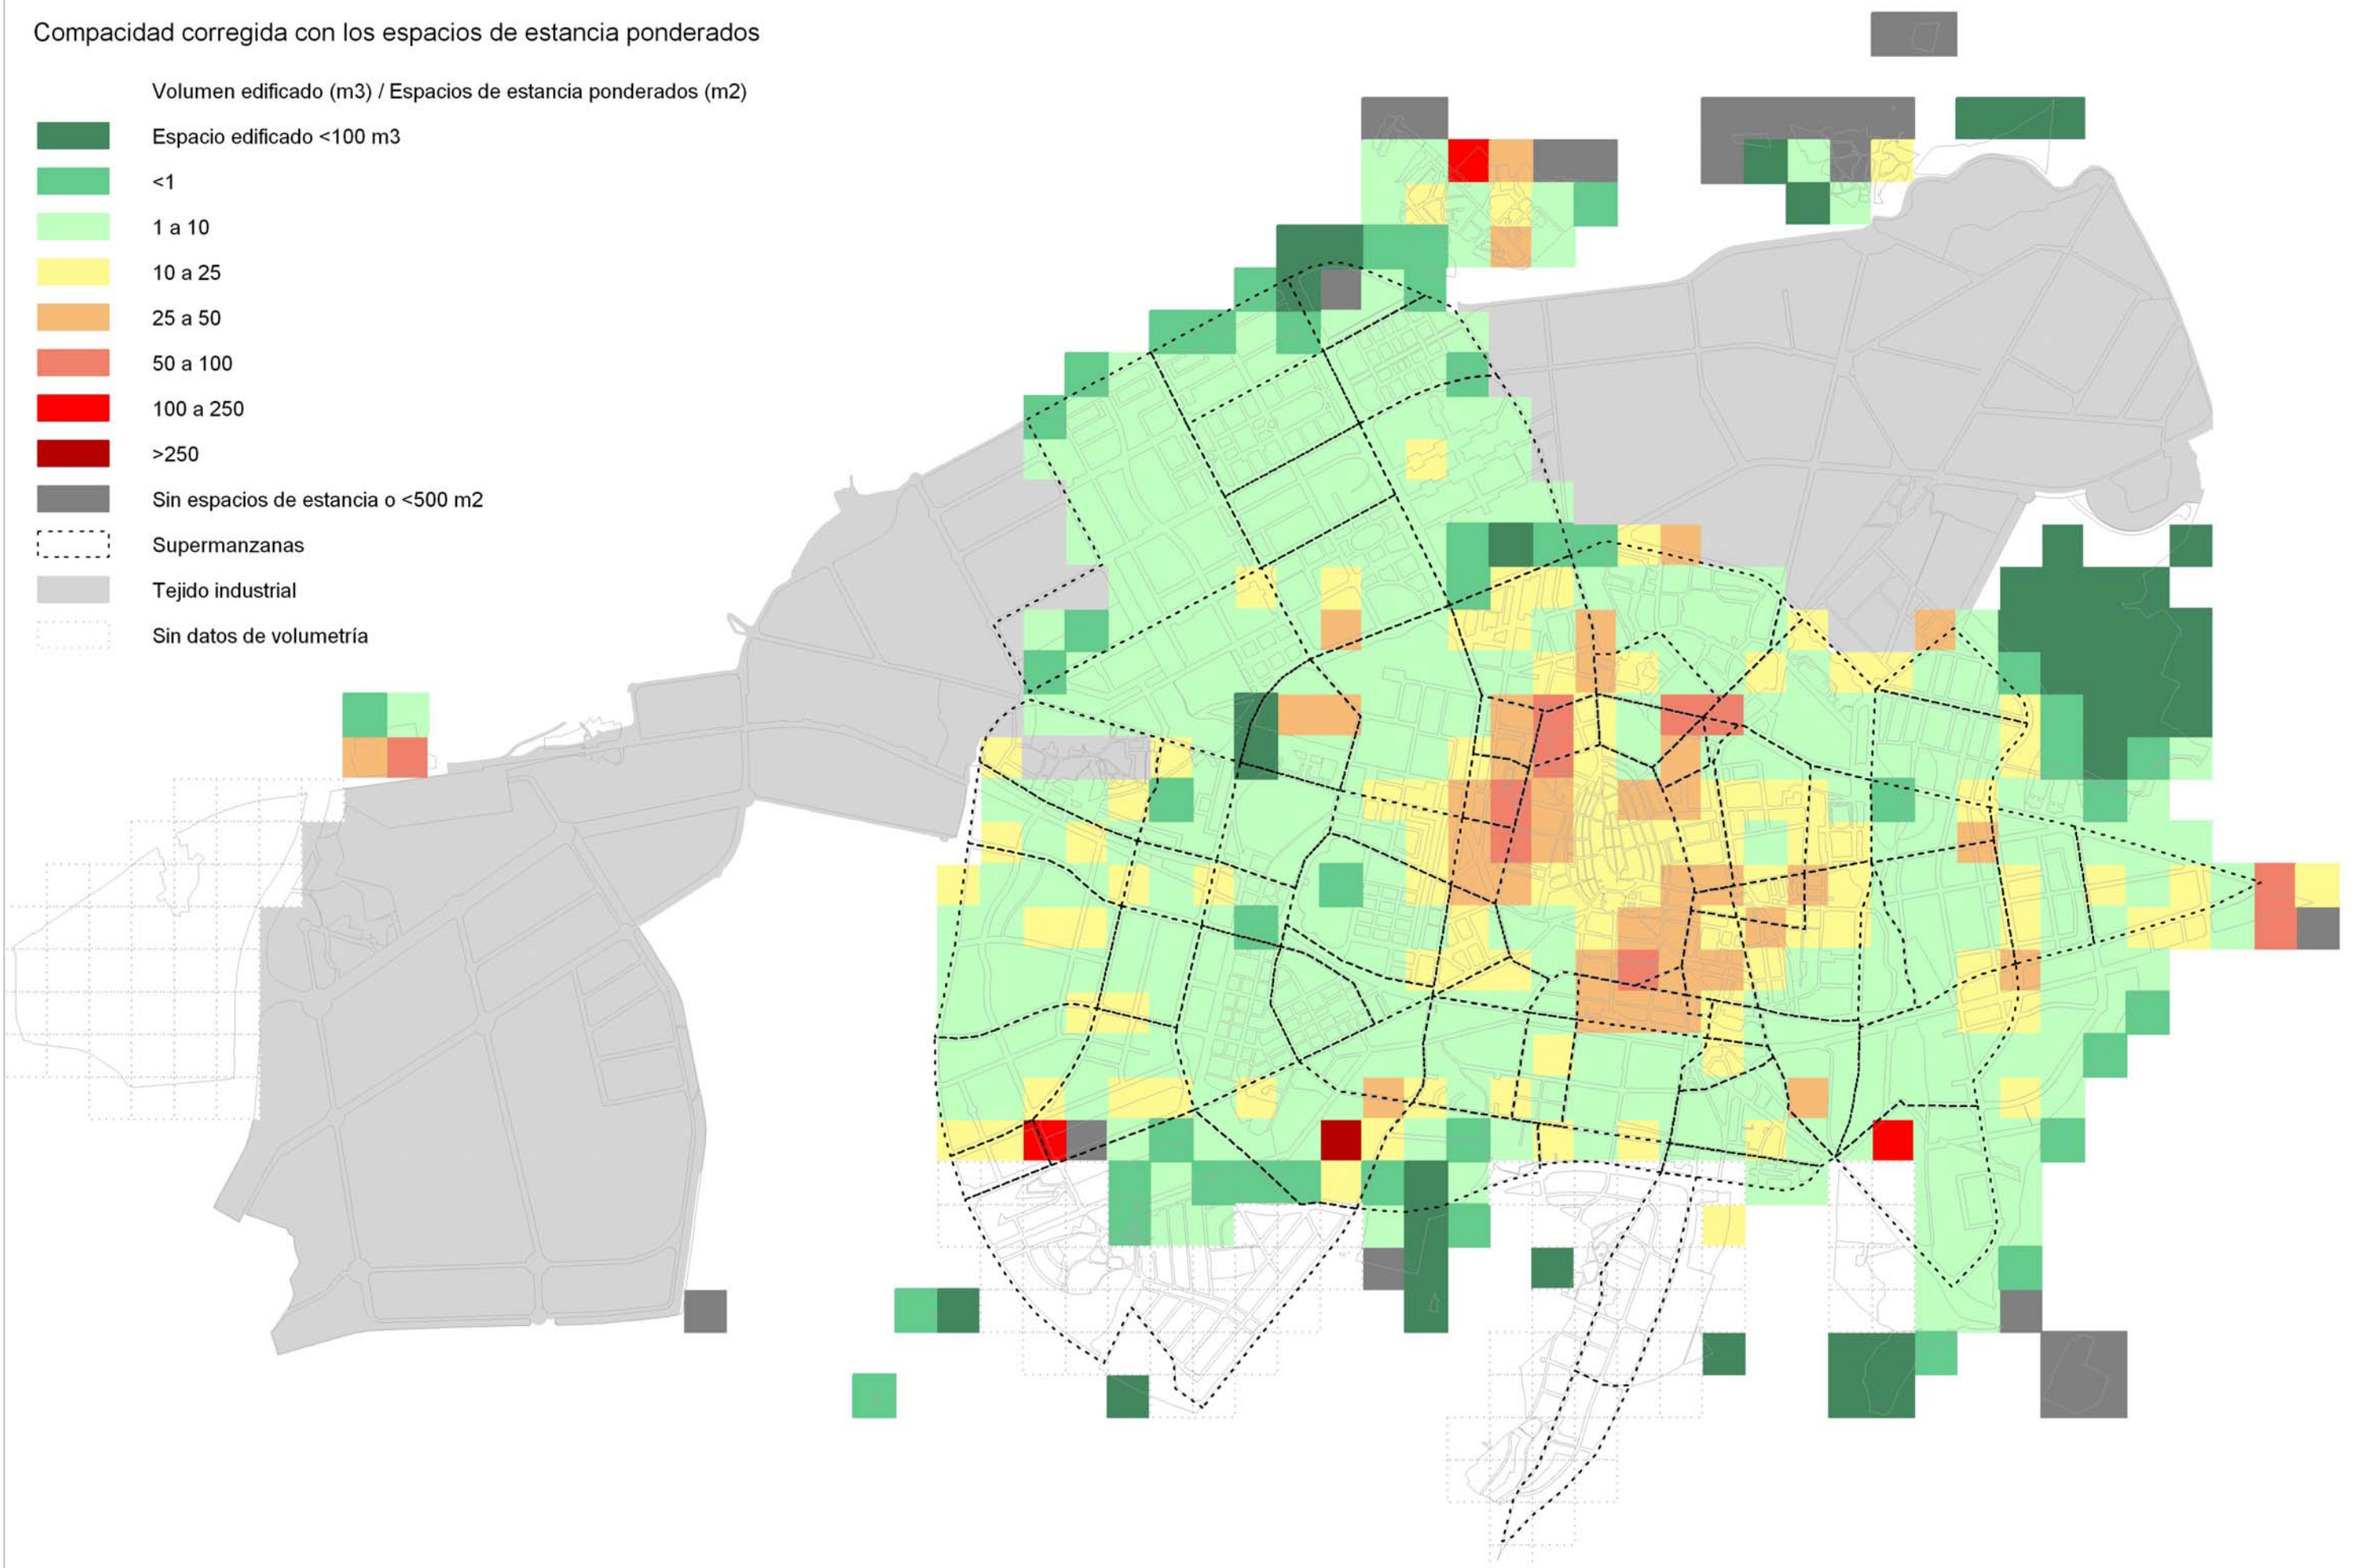 Compacidad corregida con los espacios de estancia ponderados
Volumen edificado (m3) / Espacios de estancia ponderados (m2)
Espacio edificado <100 m3
<1
1 a 10
10 a 25
25 a 50
50 a 100
100 a 250
>250
Sin espacios de estancia o <500 m2
Supermanzanas
Tejido industrial
Sin datos de volumetría